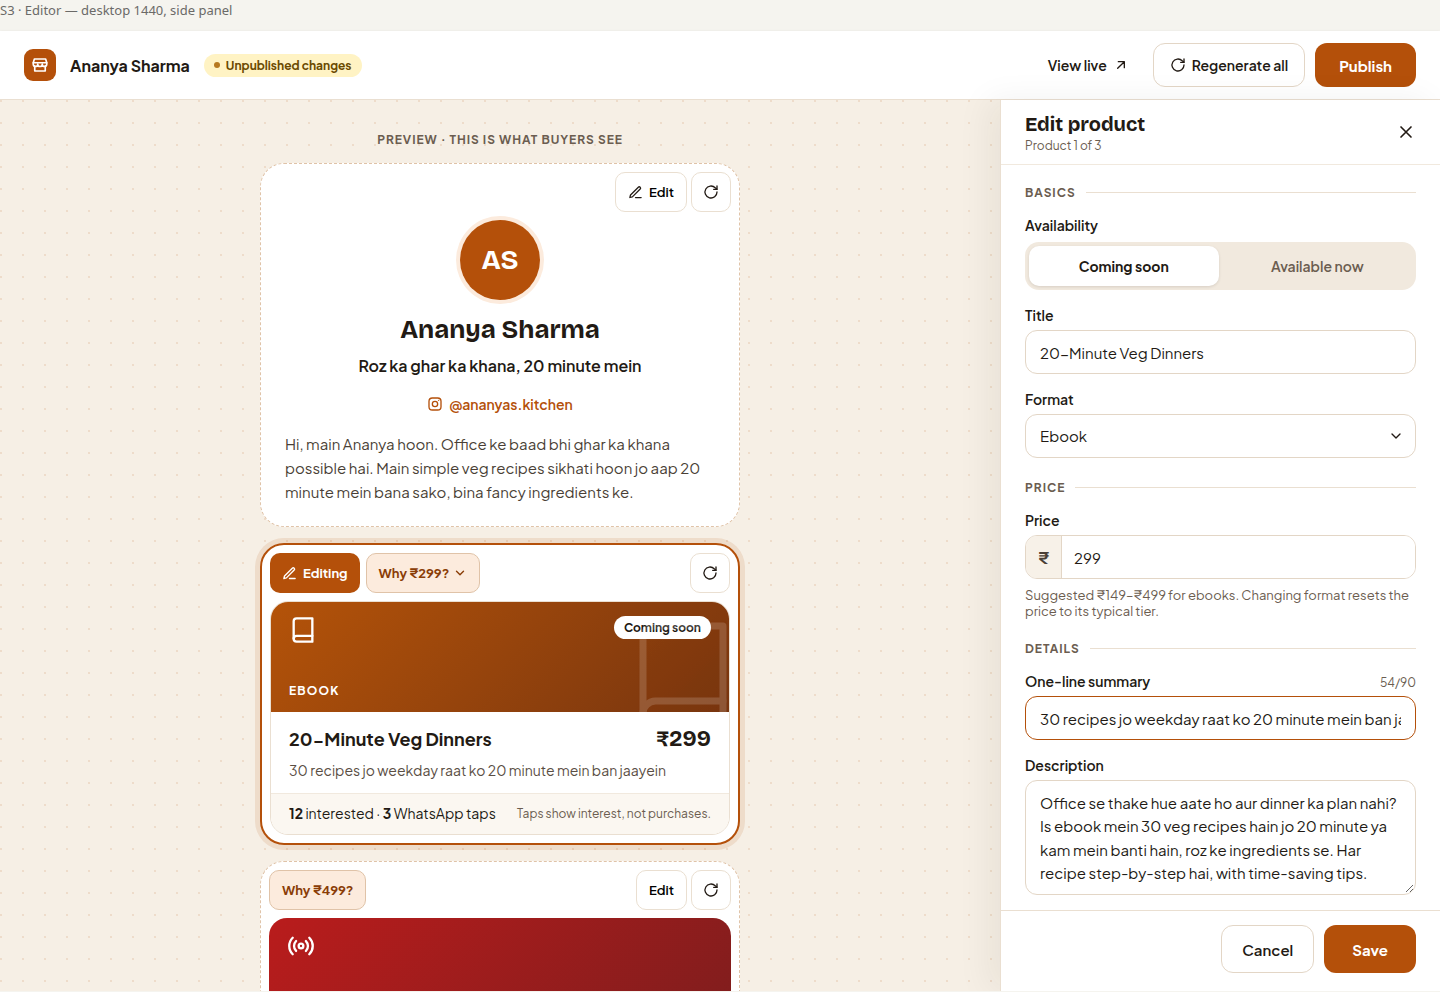 S3 · Editor — desktop 1440, side panel
Ananya Sharma
Unpublished changes
View live
Regenerate all
Publish
PREVIEW · THIS IS WHAT BUYERS SEE
Edit
AS
Ananya Sharma
Roz ka ghar ka khana, 20 minute mein
@ananyas.kitchen
Hi, main Ananya hoon. Office ke baad bhi ghar ka khana
possible hai. Main simple veg recipes sikhati hoon jo aap 20
minute mein bana sako, bina fancy ingredients ke.
Editing
Why ₹299?
Coming soon
EBOOK
20–Minute Veg Dinners
₹299
30 recipes jo weekday raat ko 20 minute mein ban jaayein
12 interested · 3 WhatsApp taps
Taps show interest, not purchases.
Why ₹499?
Edit
Edit product
Product 1 of 3
BASICS
Availability
Coming soon
Available now
Title
20–Minute Veg Dinners
Format
Ebook
PRICE
Price
₹
299
Suggested ₹149–₹499 for ebooks. Changing format resets the
price to its typical tier.
DETAILS
One-line summary
54/90
30 recipes jo weekday raat ko 20 minute mein ban ja
Description
Office se thake hue aate ho aur dinner ka plan nahi?
Is ebook mein 30 veg recipes hain jo 20 minute ya
kam mein banti hain, roz ke ingredients se. Har
recipe step-by-step hai, with time-saving tips.
Cancel
Save